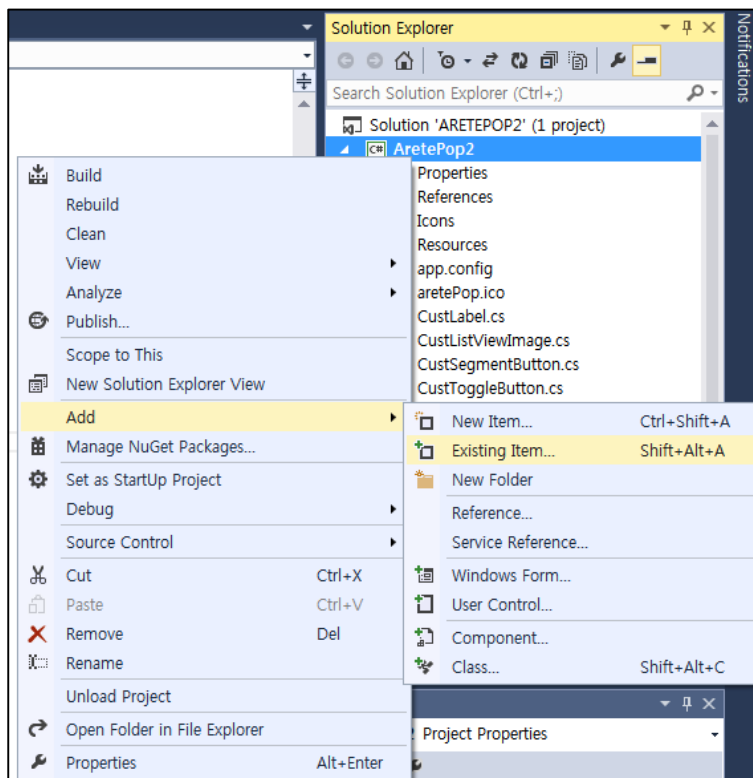 Solution Explorer
Search Solution Explorer (Ctrl+;)
Solution 'ARETEPOP2' (1 project)
C# AretePop2
Properties
References
Icons
Resources
app.config
aretePop.ico
CustLabel.cs
CustListViewImage.cs
CustSegmentButton.cs
CustToggleButton.cs
Notifications
Build
Rebuild
Clean
View
Analyze
Publish...
Scope to This
New Solution Explorer View
Add
Manage NuGet Packages...
Set as StartUp Project
Debug
Source Control
Cut Ctrl+X
Paste Ctrl+V
Remove Del
Rename
Unload Project
Open Folder in File Explorer
Properties Alt+Enter
New Item... Ctrl+Shift+A
Existing Item... Shift+Alt+A
New Folder
Reference...
Service Reference...
Windows Form...
User Control...
Component...
Class... Shift+Alt+C
Project Properties